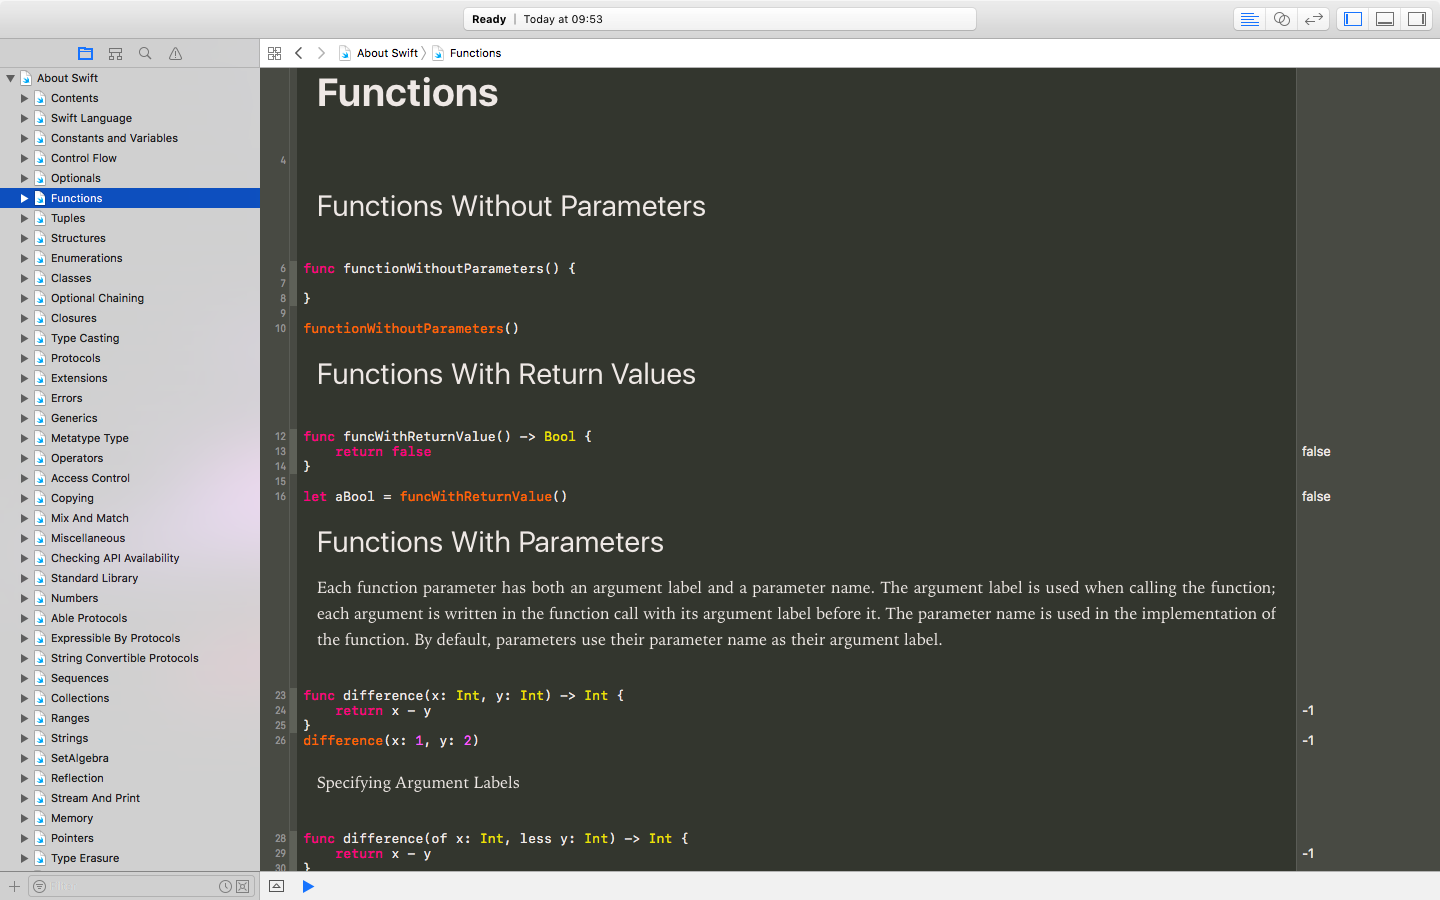 Ready | Today at 09:53
About Swift
Functions
About Swift
Contents
Swift Language
Constants and Variables
Control Flow
Optionals
Functions
Tuples
Structures
Enumerations
Classes
Optional Chaining
Closures
Type Casting
Protocols
Extensions
Errors
Generics
Metatype Type
Operators
Access Control
Copying
Mix And Match
Miscellaneous
Checking API Availability
Standard Library
Numbers
Able Protocols
Expressible By Protocols
String Convertible Protocols
Sequences
Collections
Ranges
Strings
SetAlgebra
Reflection
Stream And Print
Memory
Pointers
Type Erasure
Functions
4
Functions Without Parameters
6 func functionWithoutParameters() {
7
8 }
9
10 functionWithoutParameters()
Functions With Return Values
12 func funcWithReturnValue() -> Bool {
13 return false false
14 }
15
16 let aBool = funcWithReturnValue() false
Functions With Parameters
Each function parameter has both an argument label and a parameter name. The argument label is used when calling the function;
each argument is written in the function call with its argument label before it. The parameter name is used in the implementation of
the function. By default, parameters use their parameter name as their argument label.
23 func difference(x: Int, y: Int) -> Int {
24 return x - y -1
25 }
26 difference(x: 1, y: 2) -1
Specifying Argument Labels
28 func difference(of x: Int, less y: Int) -> Int {
29 return x - y -1
30 }